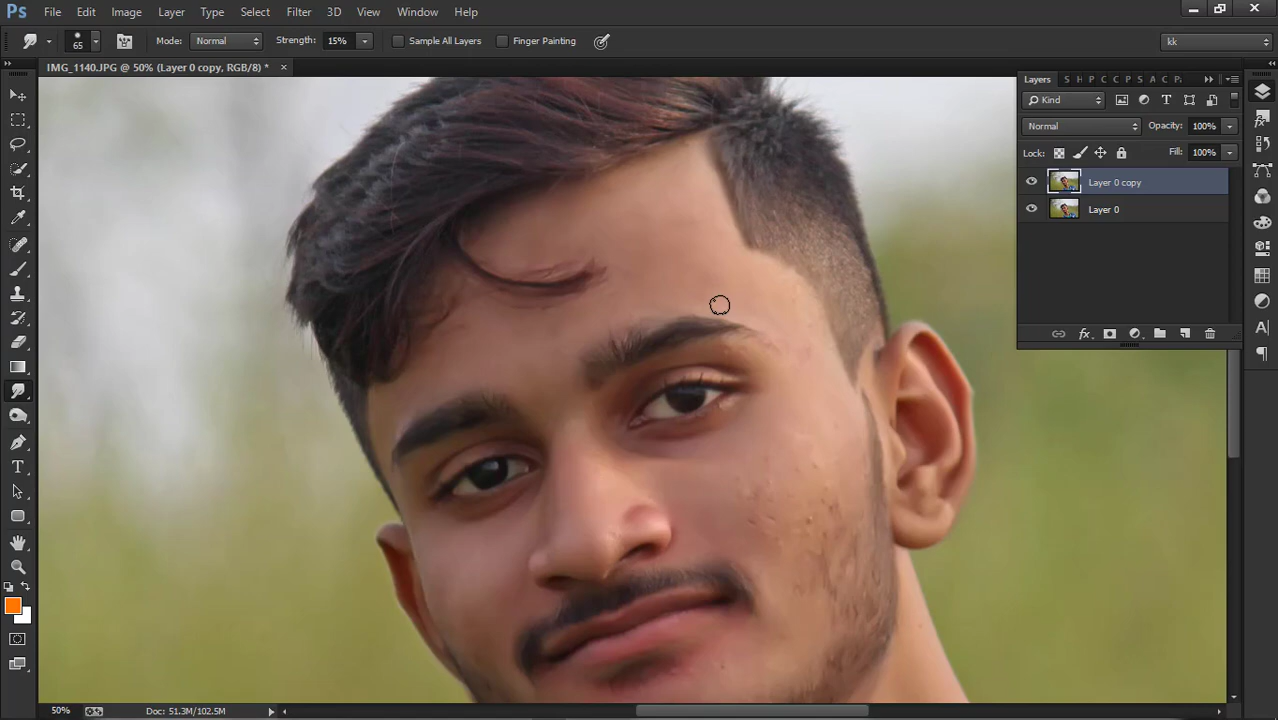 Ps File Edit Image Layer Type Select Filter 3D View Window Help
65 Mode: Normal Strength: 15% Sample All Layers Finger Painting kk
IMG_1140.JPG @ 50% (Layer 0 copy, RGB/8) * ×
Layers S H P C C P S A C Pa
Kind T
Normal Opacity: 100%
Lock: Fill: 100%
Layer 0 copy
Layer 0
fx
A|
T
50% Doc: 51.3M/102.5M